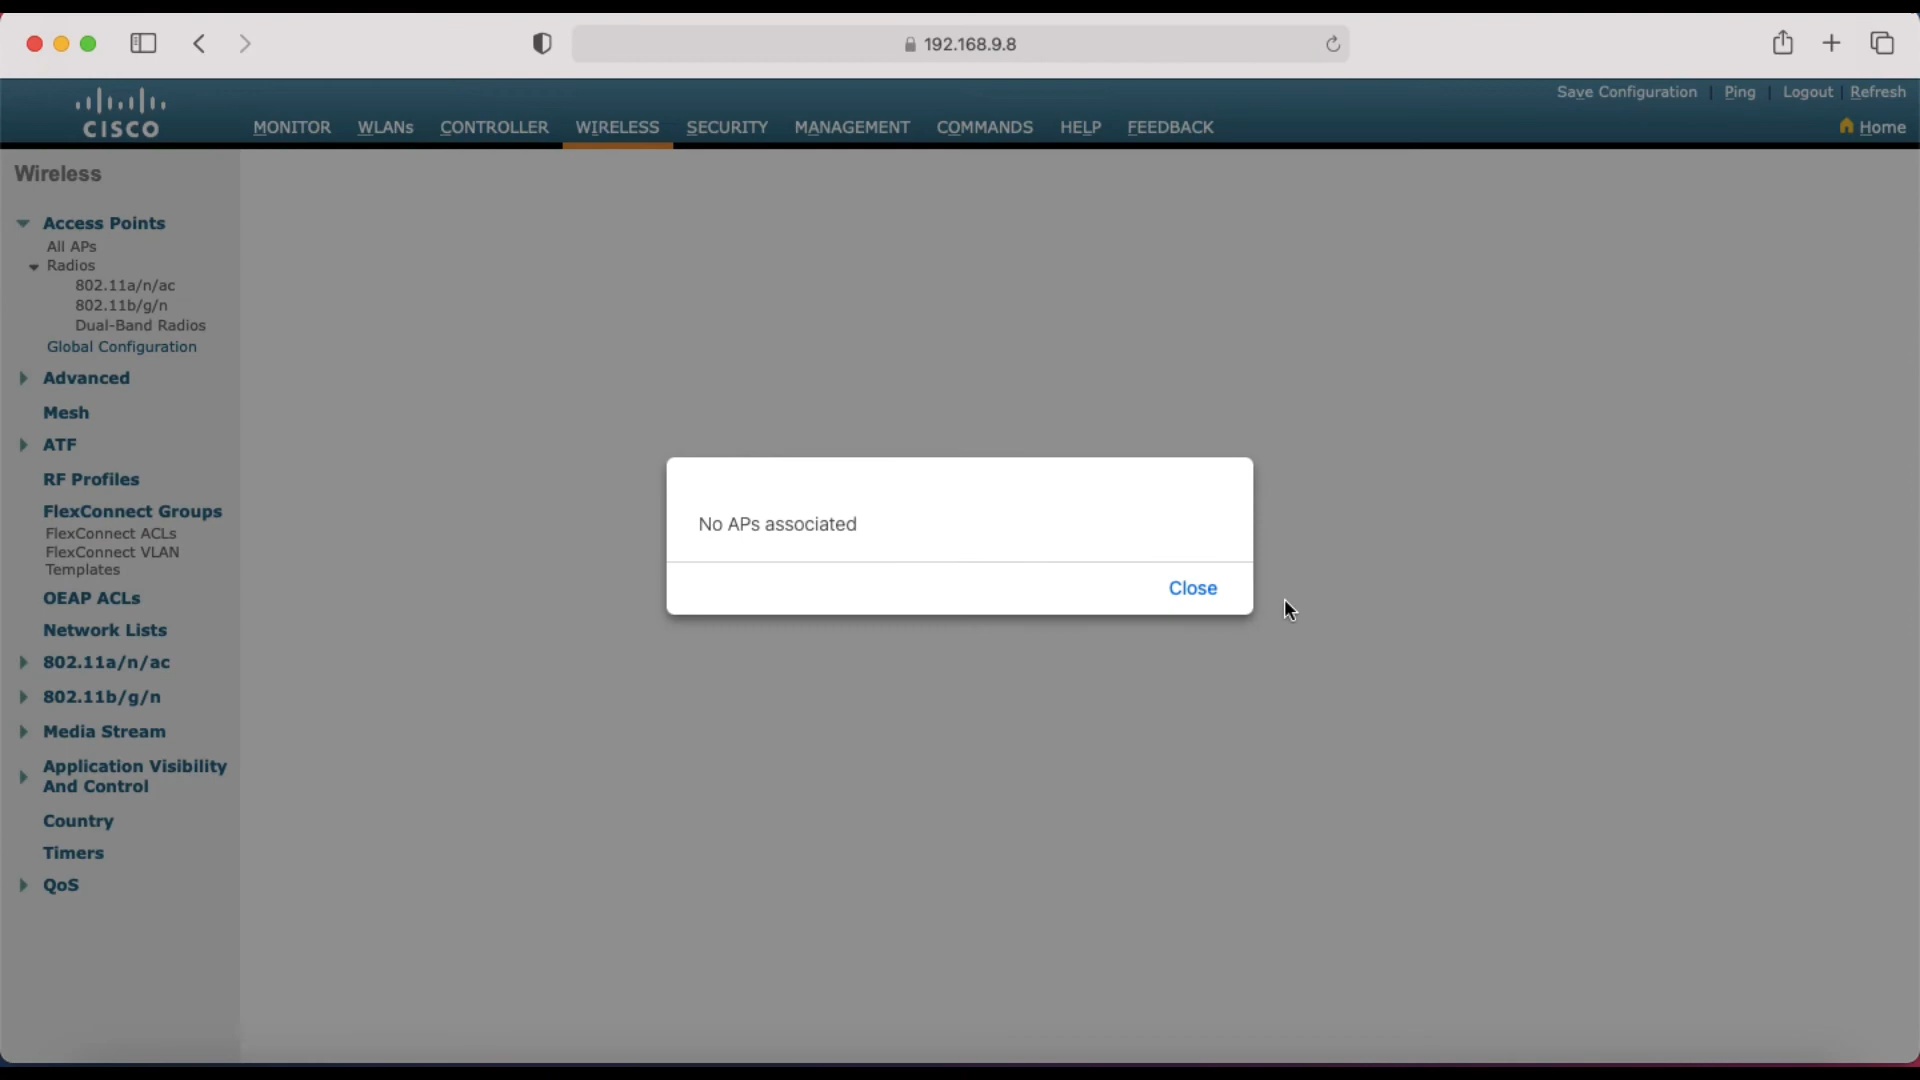 192.168.9.8
Save Configuration | Ping | Logout | Refresh
CISCO
MONITOR WLANs CONTROLLER WIRELESS SECURITY MANAGEMENT COMMANDS HELP FEEDBACK
Home
Wireless
Access Points
All APs
Radios
802.11a/n/ac
802.11b/g/n
Dual-Band Radios
Global Configuration
Advanced
Mesh
ATF
RF Profiles
FlexConnect Groups
FlexConnect ACLs
FlexConnect VLAN
Templates
OEAP ACLs
Network Lists
802.11a/n/ac
802.11b/g/n
Media Stream
Application Visibility
And Control
Country
Timers
QoS
No APs associated
Close